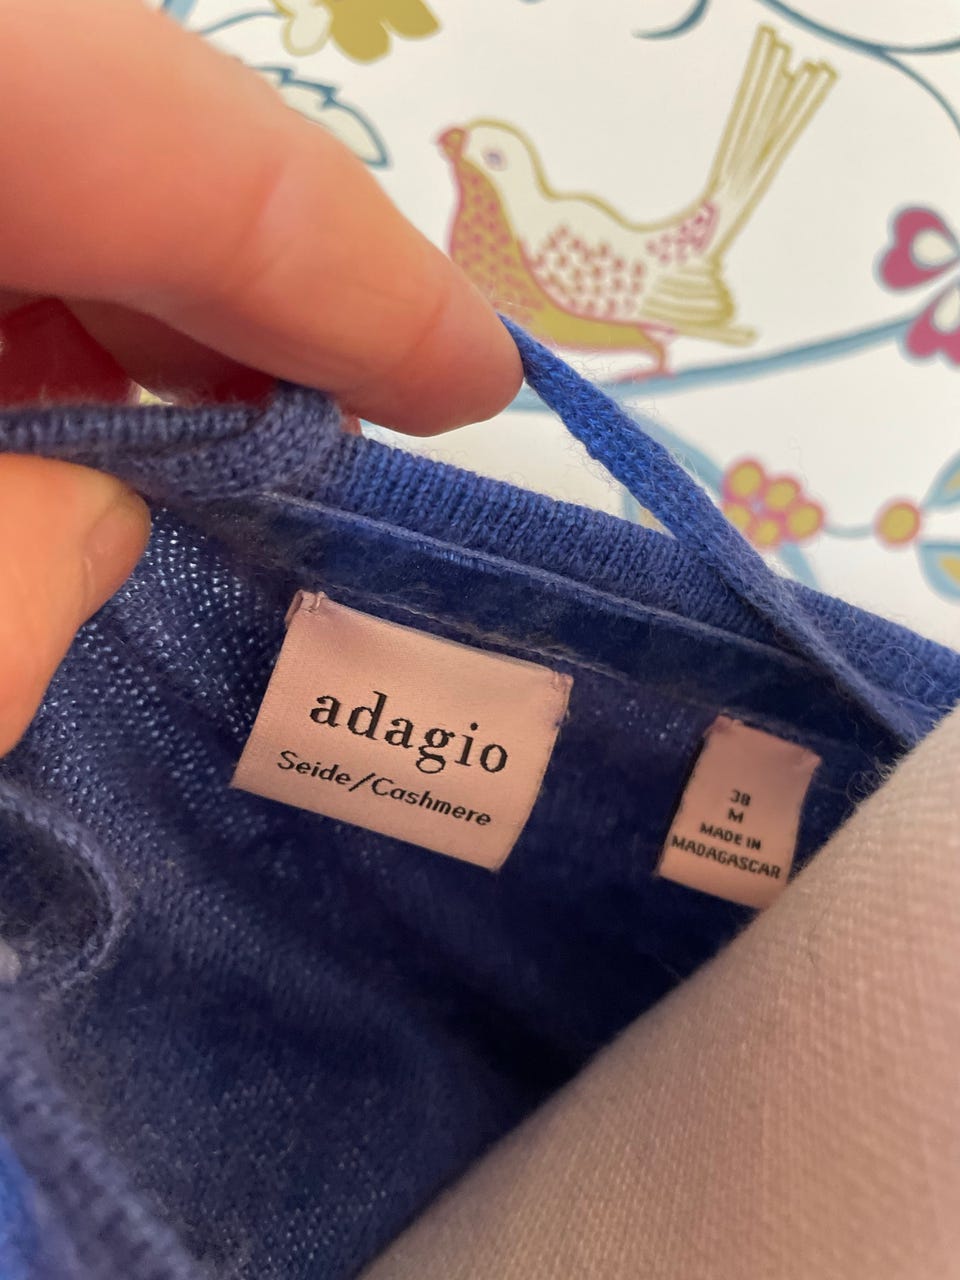 adagio
Seide/Cashmere
38
M
MADE IN
MADAGASCAR